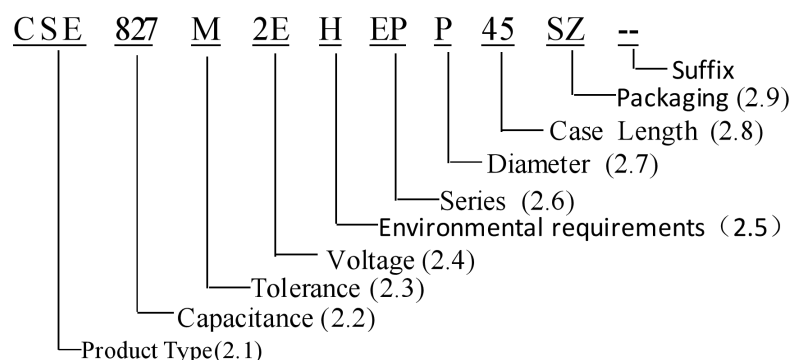 CSE 827 M 2E H EP P 45 SZ --
Suffix
Packaging (2.9)
Case Length (2.8)
Diameter (2.7)
Series (2.6)
Environmental requirements（2.5）
Voltage (2.4)
Tolerance (2.3)
Capacitance (2.2)
Product Type(2.1)